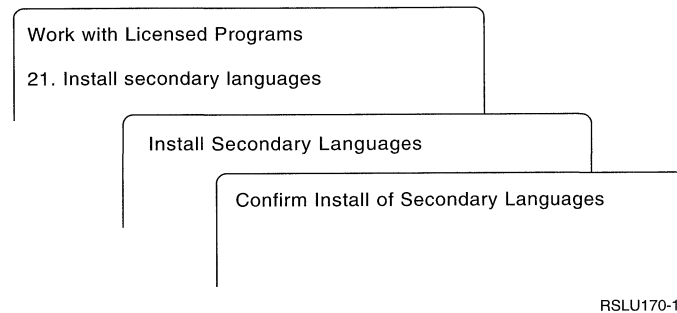 Work with Licensed Programs
21. Install secondary languages
Install Secondary Languages
Confirm Install of Secondary Languages
RSLU170-1